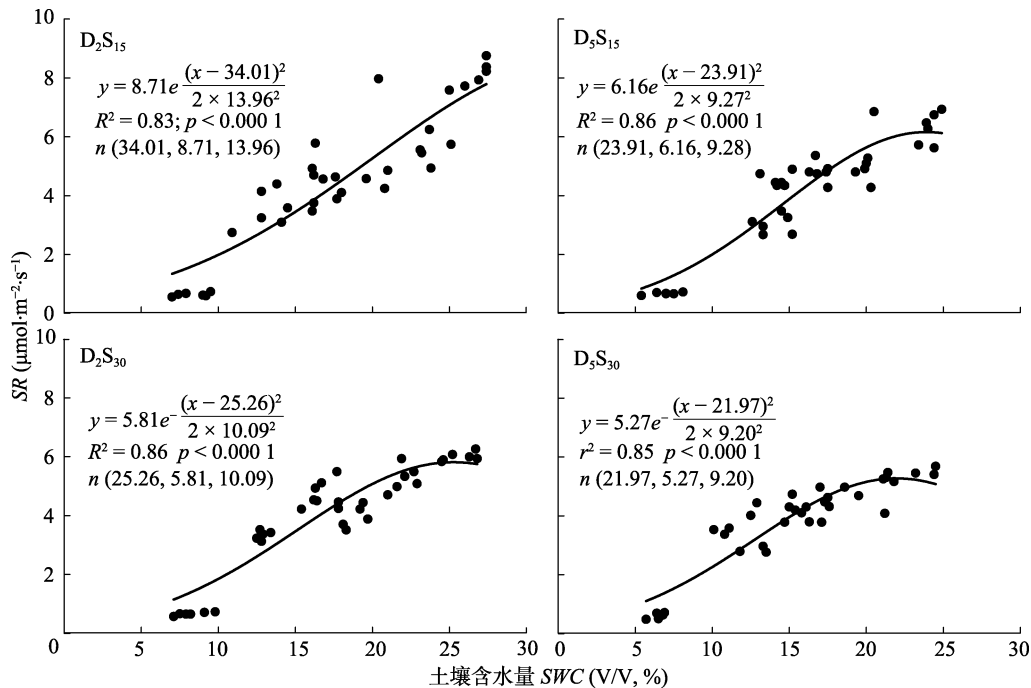 10
8
6
4
2
0
D₂S₁₅
y = 8.71e (x − 34.01)² / 2 × 13.96²
R² = 0.83; p < 0.000 1
n (34.01, 8.71, 13.96)
D₅S₁₅
y = 6.16e (x − 23.91)² / 2 × 9.27²
R² = 0.86 p < 0.000 1
n (23.91, 6.16, 9.28)
SR (μmol·m⁻²·s⁻¹)
10
8
6
4
2
0
D₂S₃₀
y = 5.81e⁻ (x − 25.26)² / 2 × 10.09²
R² = 0.86 p < 0.000 1
n (25.26, 5.81, 10.09)
D₅S₃₀
y = 5.27e⁻ (x − 21.97)² / 2 × 9.20²
r² = 0.85 p < 0.000 1
n (21.97, 5.27, 9.20)
5 10 15 20 25 30 0 5 10 15 20 25 30
土壤含水量 SWC (V/V, %)